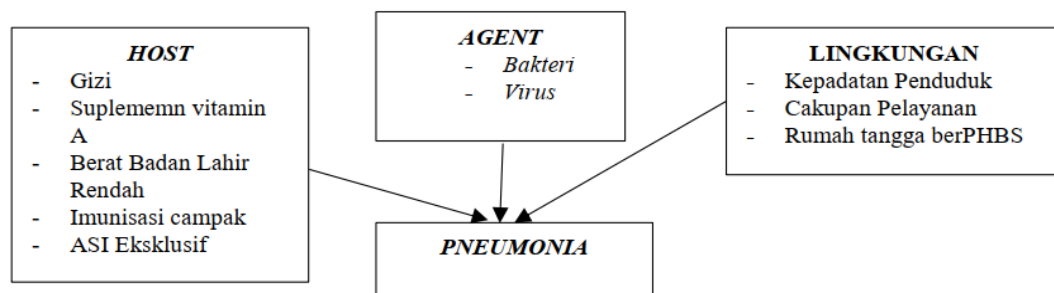 HOST
- Gizi
- Suplememn vitamin
A
- Berat Badan Lahir
Rendah
- Imunisasi campak
- ASI Eksklusif
AGENT
- Bakteri
- Virus
LINGKUNGAN
- Kepadatan Penduduk
- Cakupan Pelayanan
- Rumah tangga berPHBS
PNEUMONIA